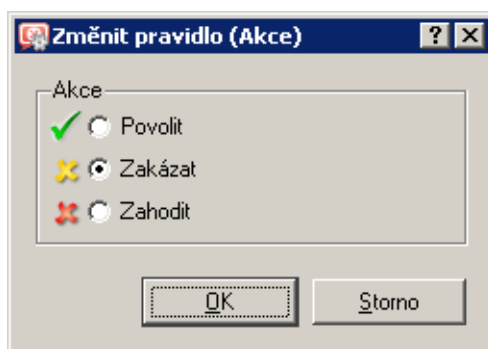 Změnit pravidlo (Akce)
Akce
Povolit
Zakázat
Zahodit
OK
Storno